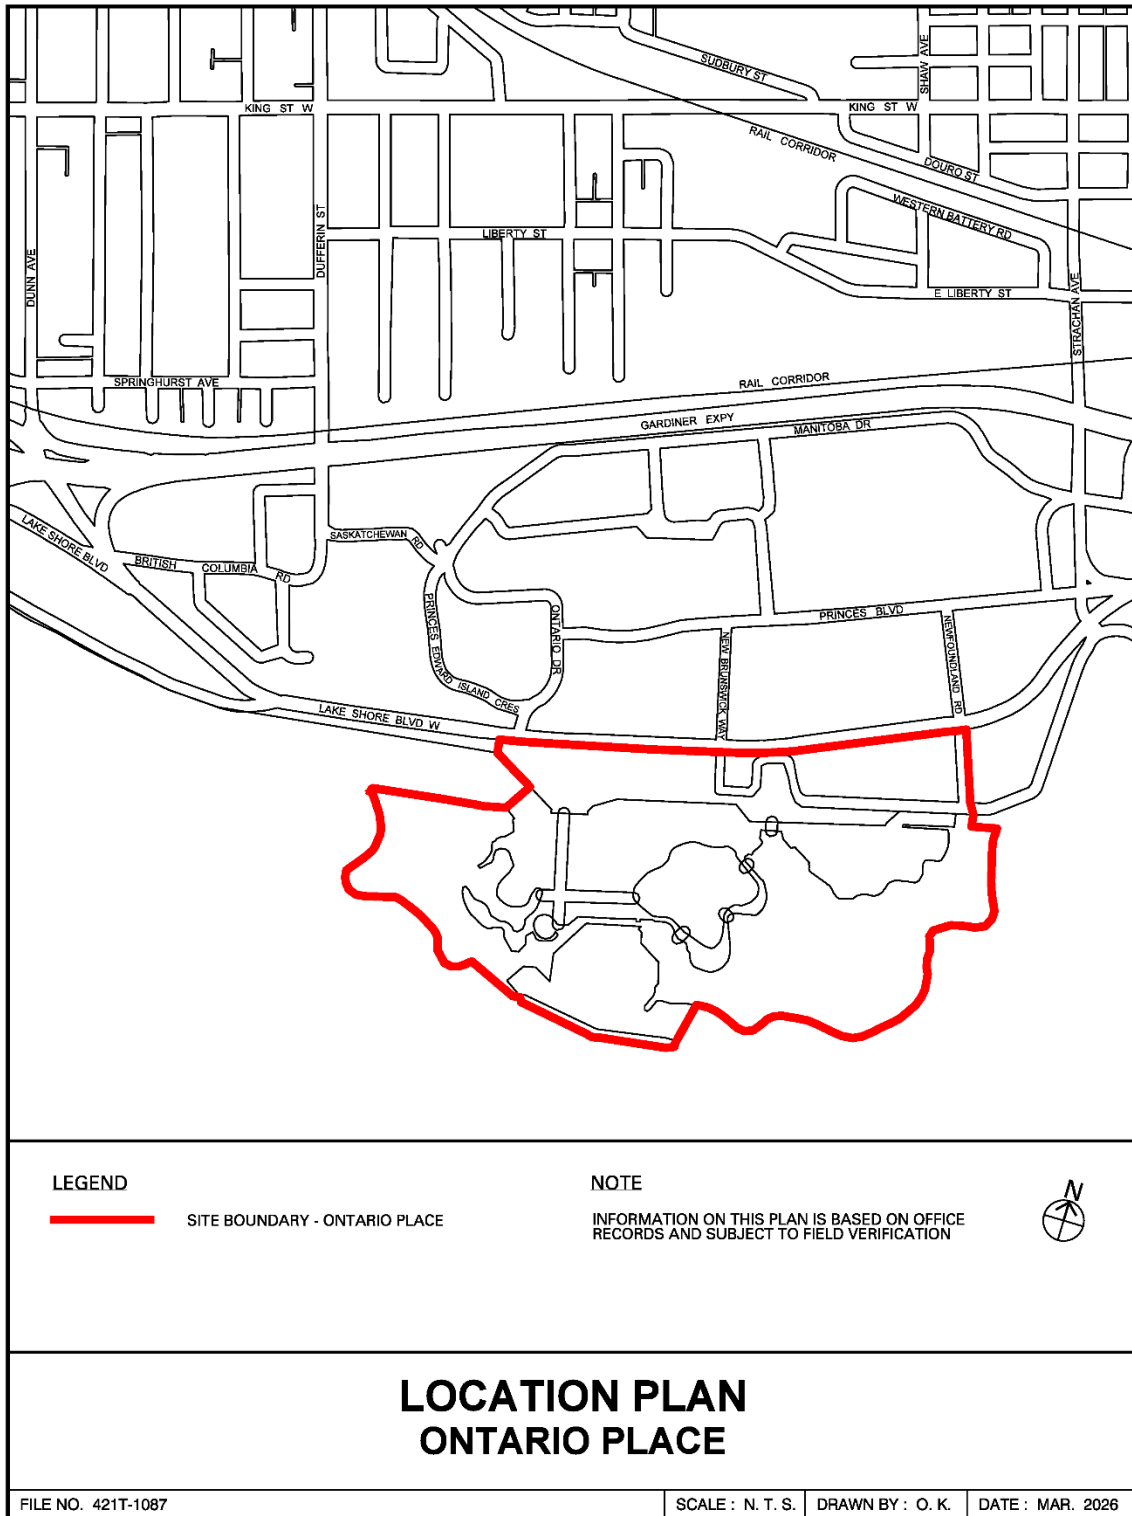 SUDBURY ST
SHAW AVE
KING ST W
KING ST W
RAIL CORRIDOR
DOURO ST
WESTERN BATTERY RD
DUFFERIN ST
LIBERTY ST
DUNN AVE
E LIBERTY ST
STRACHAN AVE
SPRINGHURST AVE
RAIL CORRIDOR
GARDINER EXPY
MANITOBA DR
LAKE SHORE BLVD
SASKATCHEWAN RD
BRITISH COLUMBIA RD
PRINCES EDWARD ISLAND CRES
ONTARIO DR
PRINCES BLVD
NEW BRUNSWICK WAY
NEWFOUNDLAND RD
LAKE SHORE BLVD W
LEGEND
SITE BOUNDARY - ONTARIO PLACE
NOTE
INFORMATION ON THIS PLAN IS BASED ON OFFICE
RECORDS AND SUBJECT TO FIELD VERIFICATION
N
LOCATION PLAN
ONTARIO PLACE
FILE NO. 421T-1087
SCALE : N. T. S.
DRAWN BY : O. K.
DATE : MAR. 2026